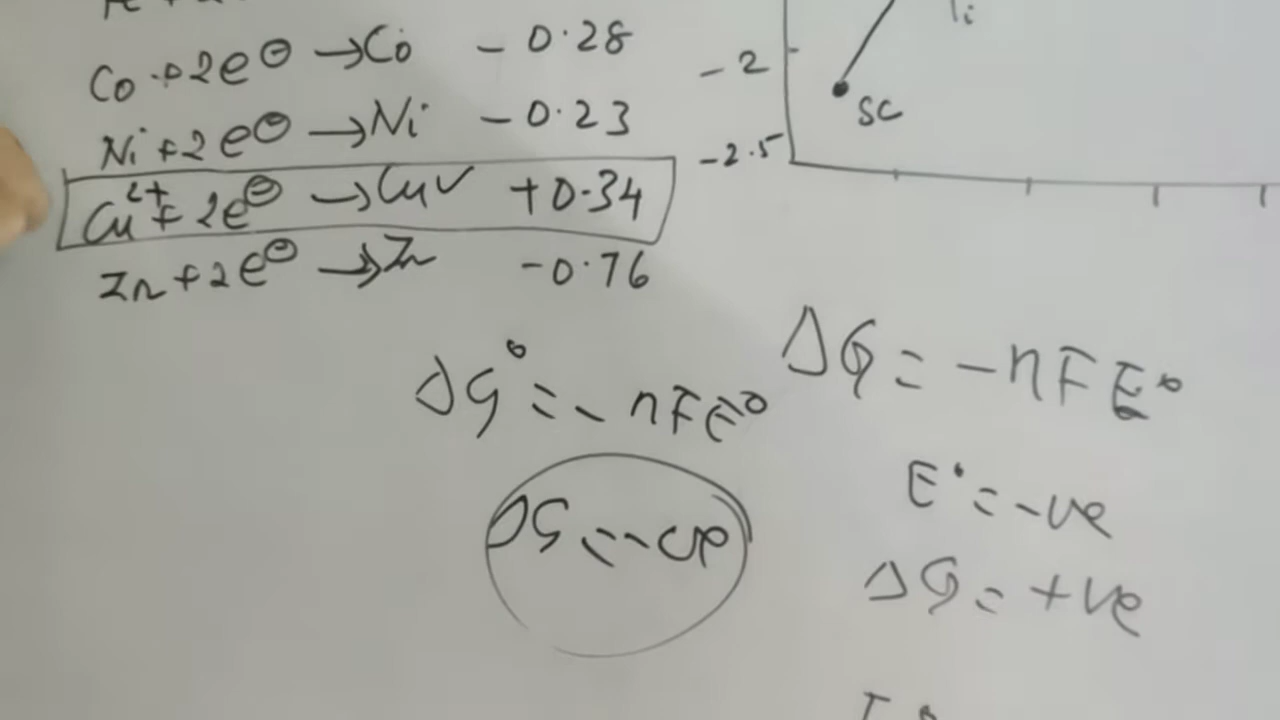 Co + 2e⊖ → Co - 0.28
Ni + 2e⊖ → Ni - 0.23
Cu²⁺ + 2e⊖ → Cu ✓ + 0.34
Zn + 2e⊖ → Zn - 0.76
Ti
-2
SC
-2.5
ΔG° = - nFE°
ΔG = -ve
ΔG = -nFE°
E° = -ve
ΔG = +ve